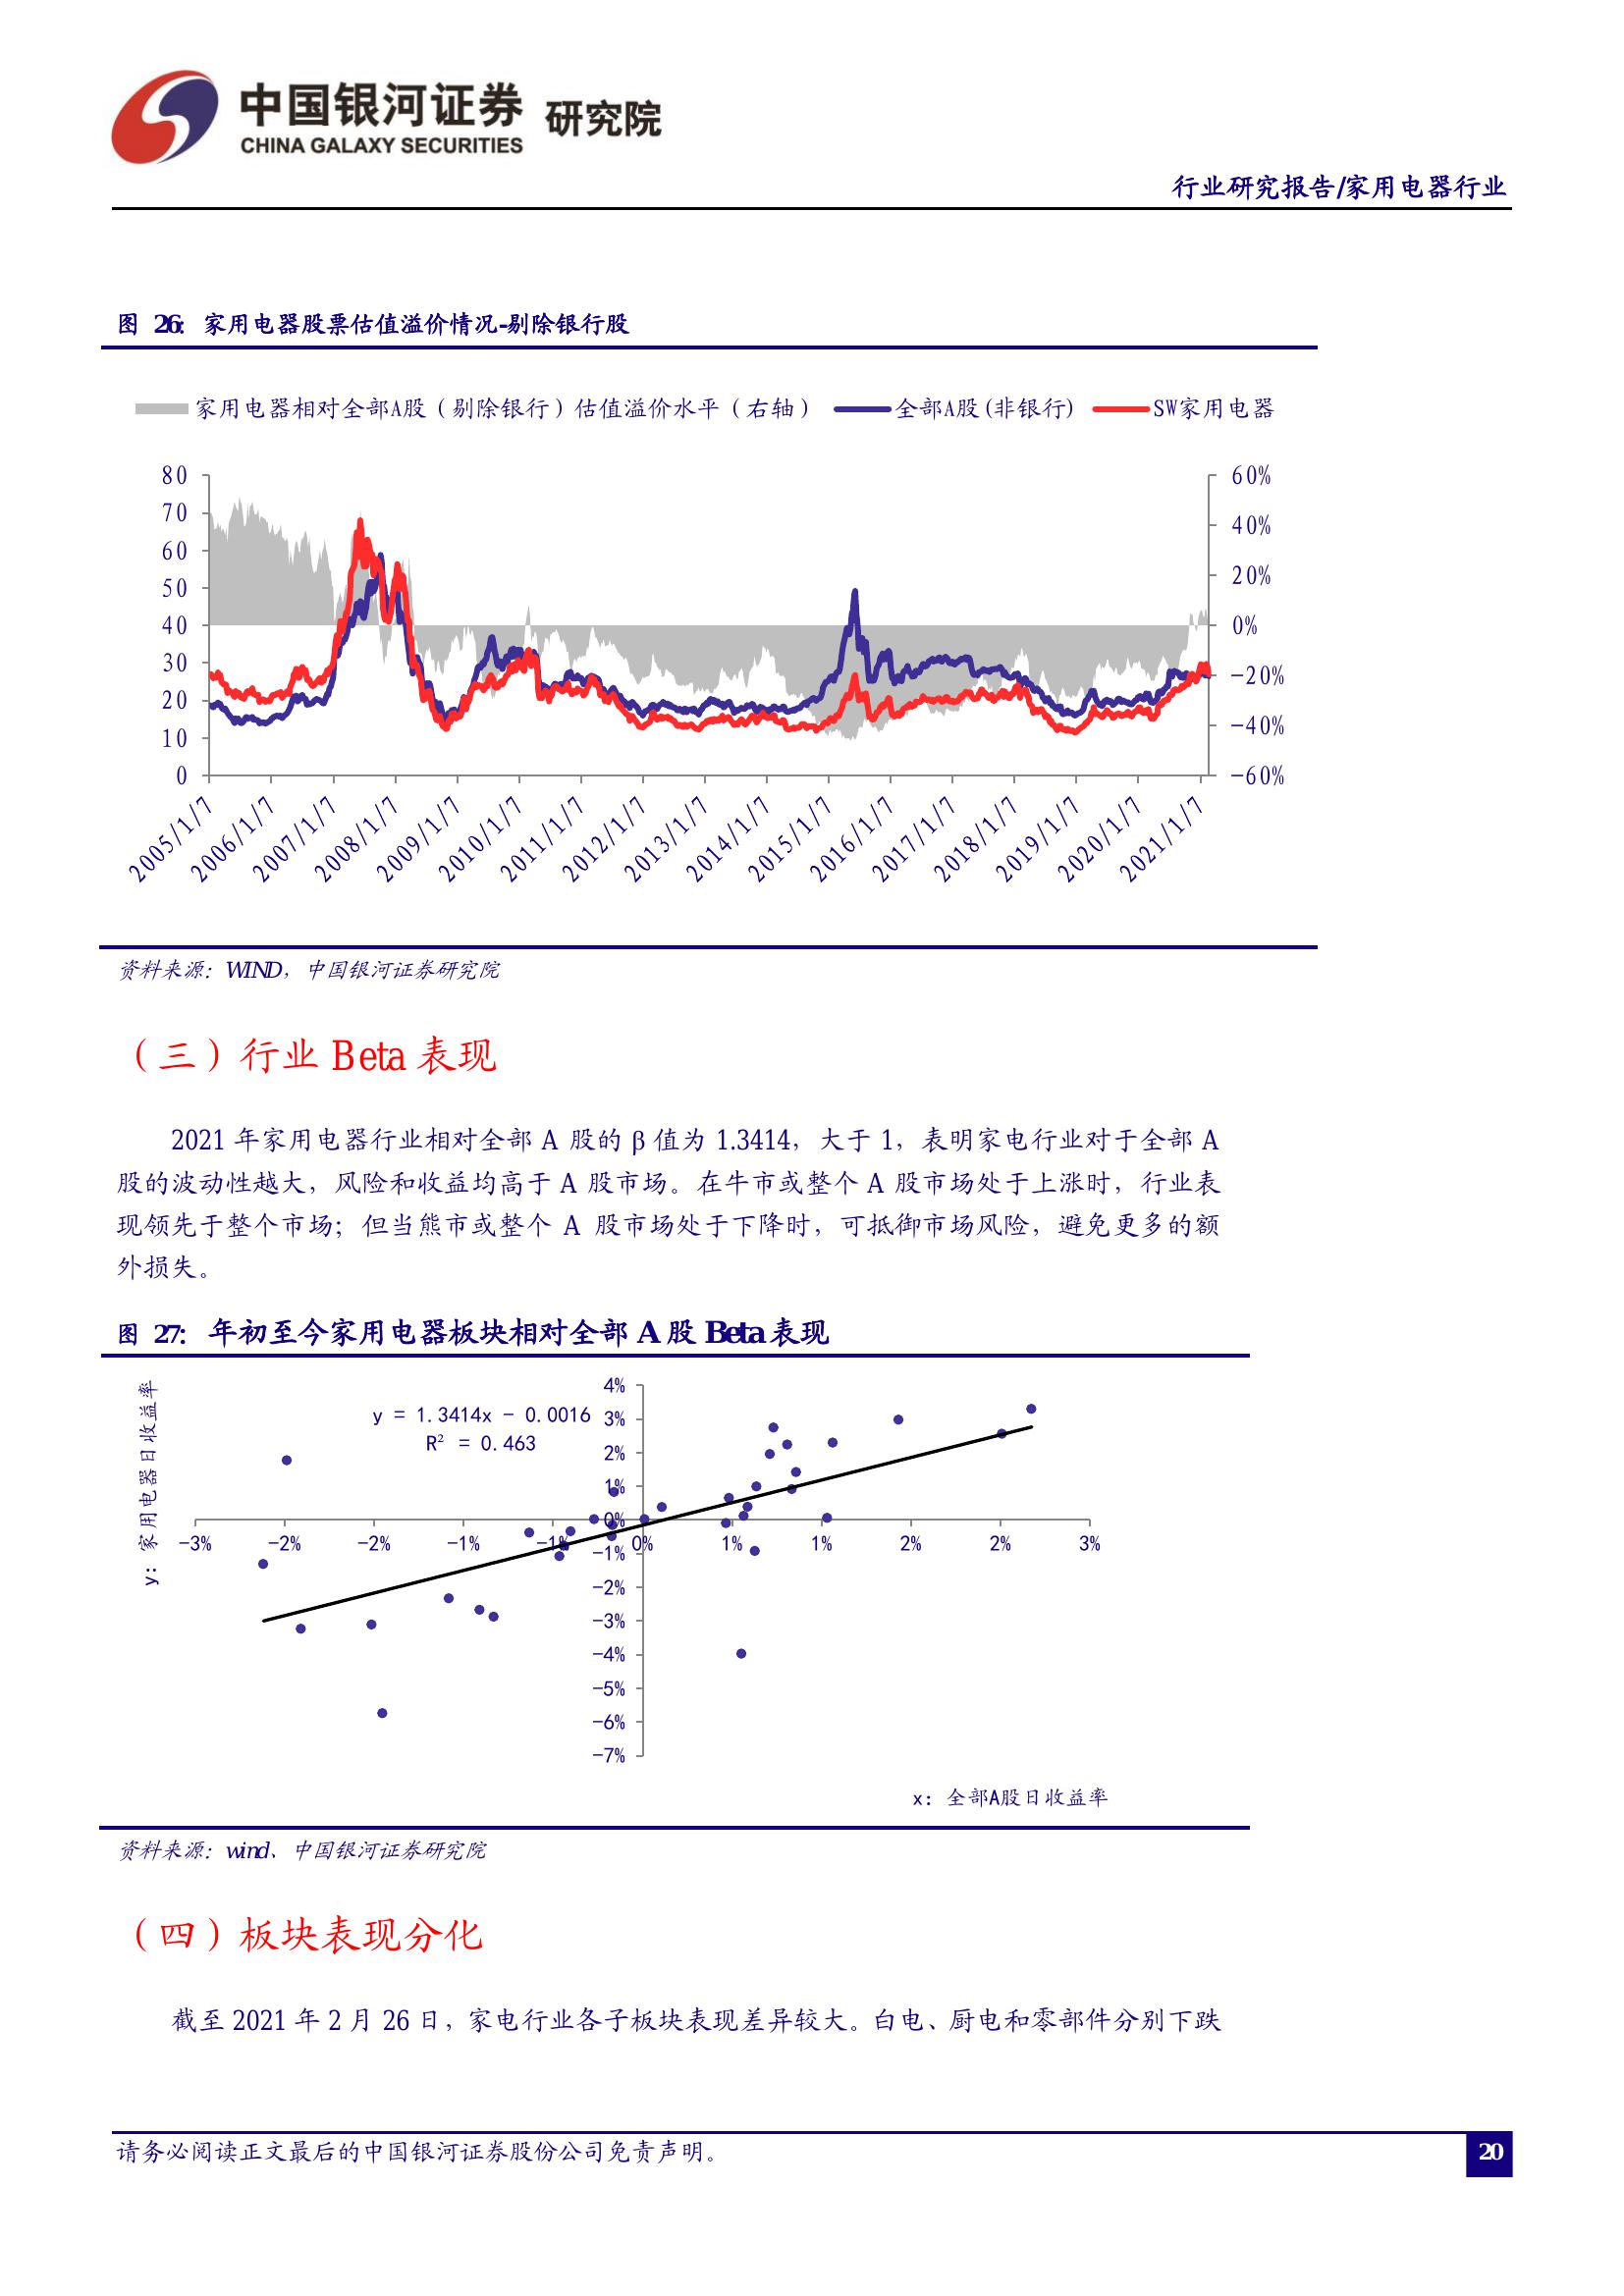 中国银河证券 研究院
CHINA GALAXY SECURITIES
行业研究报告/家用电器行业
图 26: 家用电器股票估值溢价情况-剔除银行股
家用电器相对全部A股（剔除银行）估值溢价水平（右轴） 全部A股(非银行) SW家用电器
80 60%
70 40%
60
50 20%
40 0%
30
20 −20%
10 −40%
0 −60%
2005/1/7 2006/1/7 2007/1/7 2008/1/7 2009/1/7 2010/1/7 2011/1/7 2012/1/7 2013/1/7 2014/1/7 2015/1/7 2016/1/7 2017/1/7 2018/1/7 2019/1/7 2020/1/7 2021/1/7
资料来源：WIND，中国银河证券研究院
（三）行业 Beta 表现
2021 年家用电器行业相对全部 A 股的 β 值为 1.3414，大于 1，表明家电行业对于全部 A
股的波动性越大，风险和收益均高于 A 股市场。在牛市或整个 A 股市场处于上涨时，行业表
现领先于整个市场；但当熊市或整个 A 股市场处于下降时，可抵御市场风险，避免更多的额
外损失。
图 27: 年初至今家用电器板块相对全部 A 股 Beta 表现
y: 家用电器日收益率
y = 1.3414x − 0.0016
R² = 0.463
4%
3%
2%
1%
0%
−3% −2% −2% −1% −1% 0% 1% 1% 2% 2% 3%
−1%
−2%
−3%
−4%
−5%
−6%
−7%
x: 全部A股日收益率
资料来源：wind、中国银河证券研究院
（四）板块表现分化
截至 2021 年 2 月 26 日，家电行业各子板块表现差异较大。白电、厨电和零部件分别下跌
请务必阅读正文最后的中国银河证券股份公司免责声明。
20